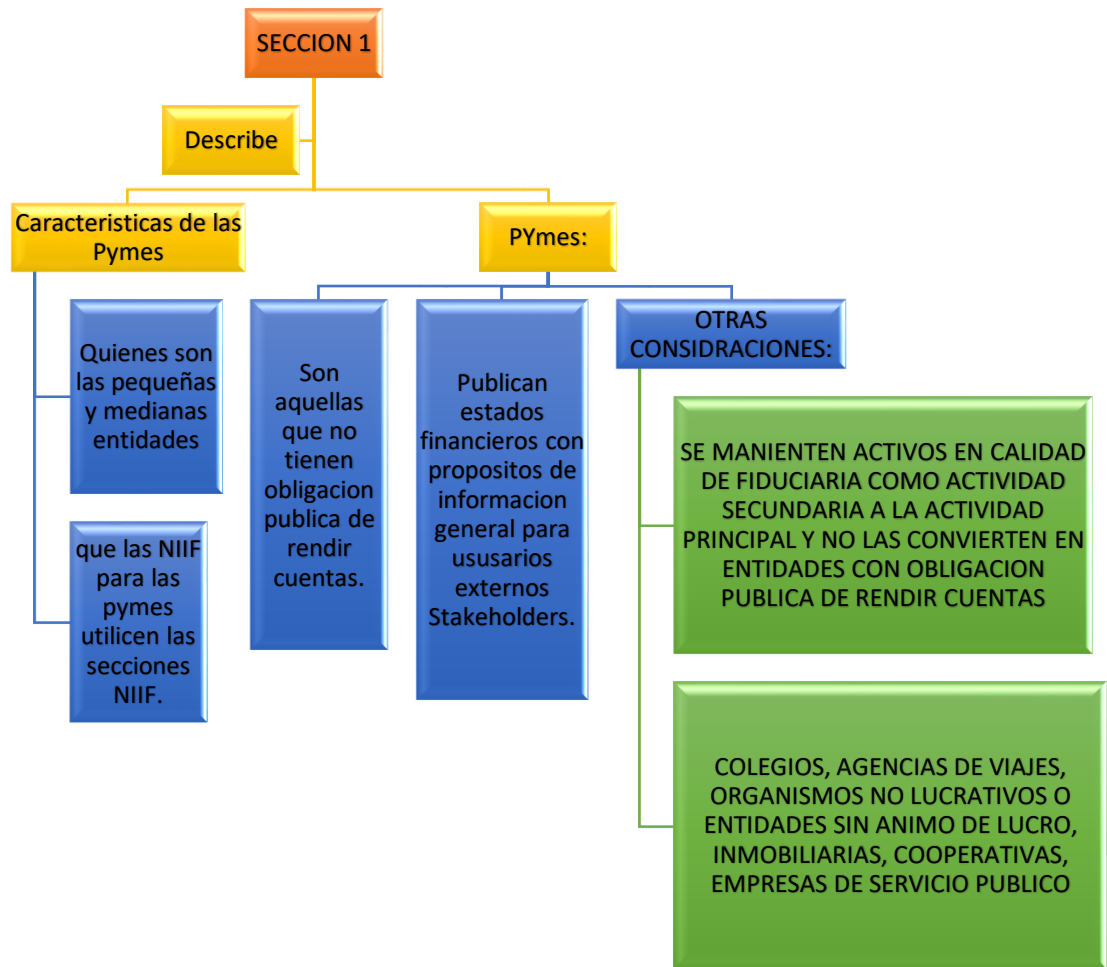 SECCION 1
Describe
Caracteristicas de las
Pymes
PYmes:
Quienes son
las pequeñas
y medianas
entidades
que las NIIF
para las
pymes
utilicen las
secciones
NIIF.
Son
aquellas
que no
tienen
obligacion
publica de
rendir
cuentas.
Publican
estados
financieros con
propositos de
informacion
general para
ususarios
externos
Stakeholders.
OTRAS
CONSIDRACIONES:
SE MANIENTEN ACTIVOS EN CALIDAD
DE FIDUCIARIA COMO ACTIVIDAD
SECUNDARIA A LA ACTIVIDAD
PRINCIPAL Y NO LAS CONVIERTEN EN
ENTIDADES CON OBLIGACION
PUBLICA DE RENDIR CUENTAS
COLEGIOS, AGENCIAS DE VIAJES,
ORGANISMOS NO LUCRATIVOS O
ENTIDADES SIN ANIMO DE LUCRO,
INMOBILIARIAS, COOPERATIVAS,
EMPRESAS DE SERVICIO PUBLICO